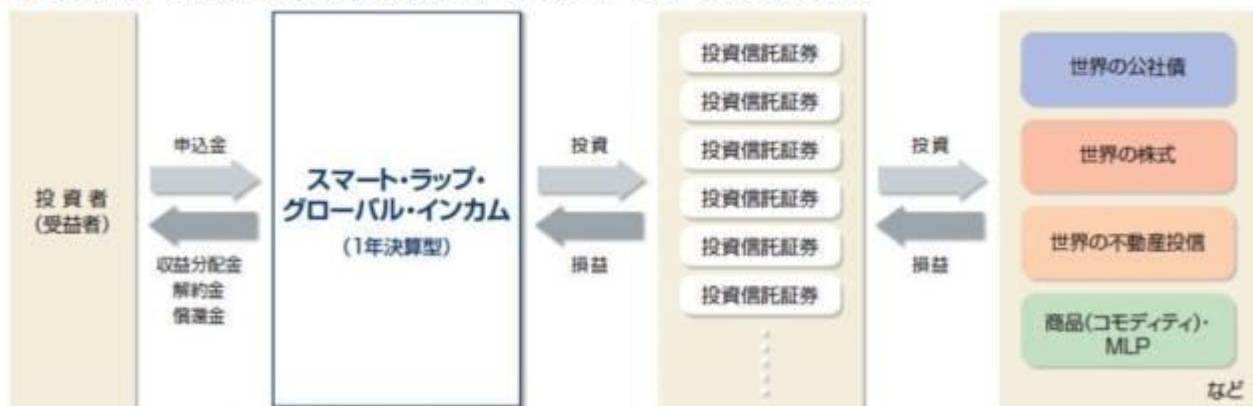 投資者
(受益者)
申込金
収益分配金
解約金
償還金
スマート・ラップ・
グローバル・インカム
(1年決算型)
投資
損益
投資信託証券
投資信託証券
投資信託証券
投資信託証券
投資信託証券
投資信託証券
投資
損益
世界の公社債
世界の株式
世界の不動産投信
商品(コモディティ)・
MLP
など